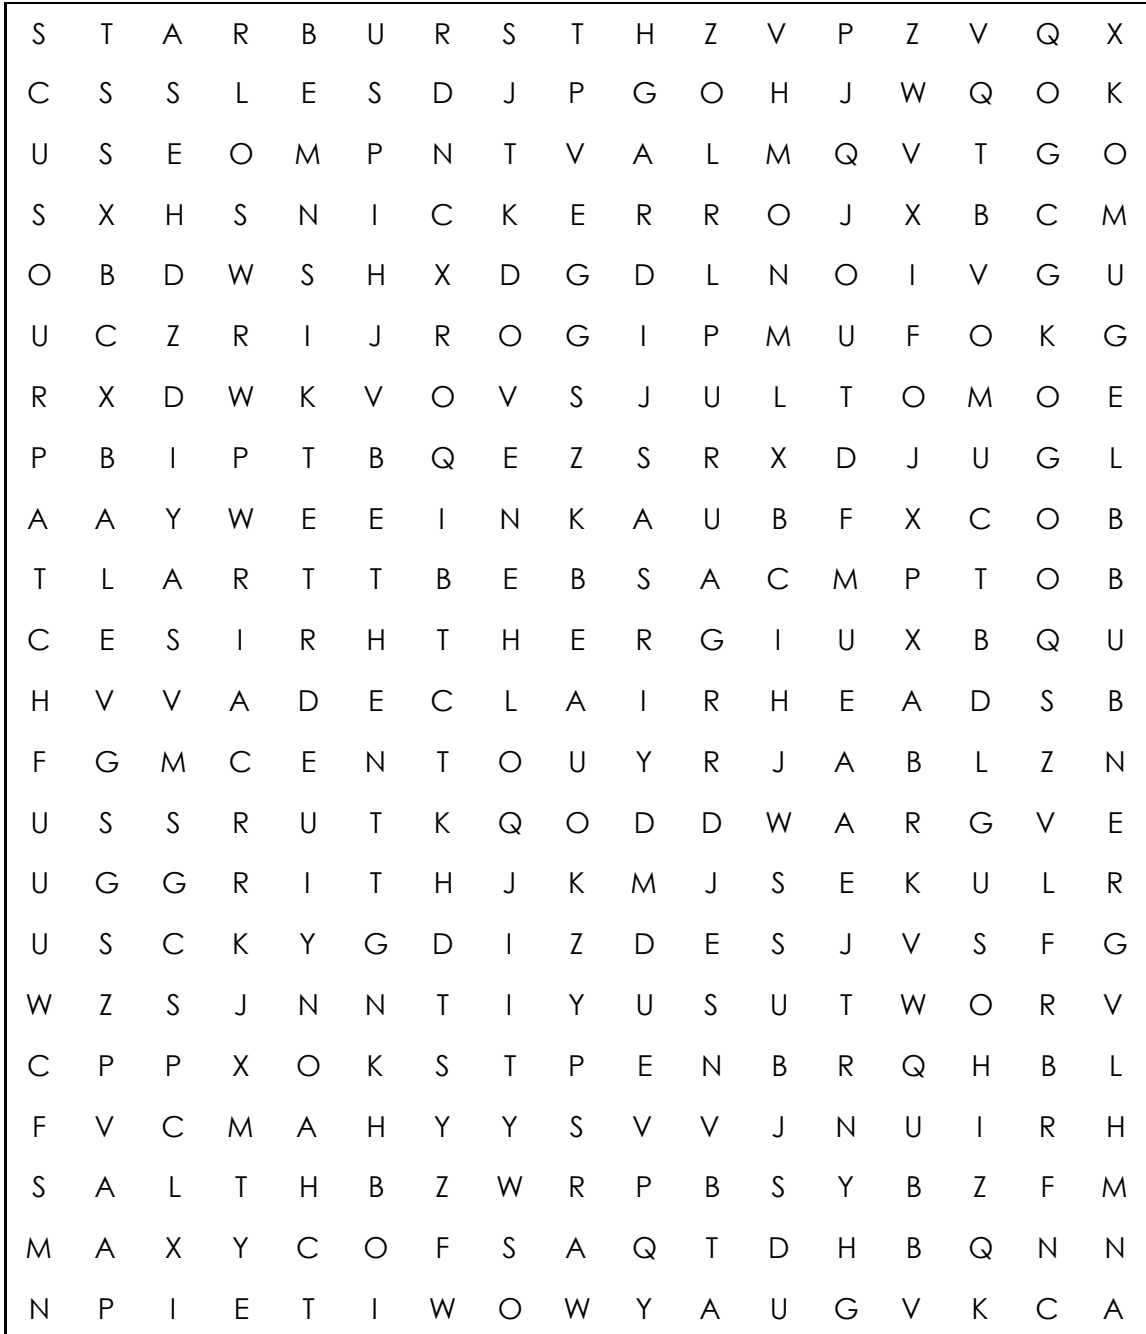 S T A R B U R S T H Z V P Z V Q X
C S S L E S D J P G O H J W Q O K
U S E O M P N T V A L M Q V T G O
S X H S N I C K E R R O J X B C M
O B D W S H X D G D L N O I V G U
U C Z R I J R O G I P M U F O K G
R X D W K V O V S J U L T O M O E
P B I P T B Q E Z S R X D J U G L
A A Y W E E I N K A U B F X C O B
T L A R T T B E B S A C M P T O B
C E S I R H T H E R G I U X B Q U
H V V A D E C L A I R H E A D S B
F G M C E N T O U Y R J A B L Z N
U S S R U T K Q O D D W A R G V E
U G G R I T H J K M J S E K U L R
U S C K Y G D I Z D E S J V S F G
W Z S J N N T I Y U S U T W O R V
C P P X O K S T P E N B R Q H B L
F V C M A H Y Y S V V J N U I R H
S A L T H B Z W R P B S Y B Z F M
M A X Y C O F S A Q T D H B Q N N
N P I E T I W O W Y A U G V K C A